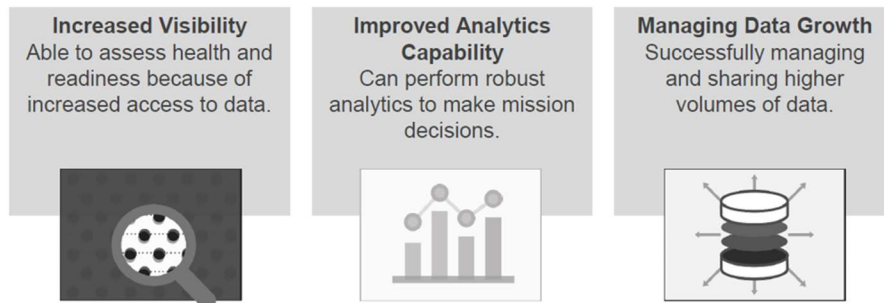 Increased Visibility
Able to assess health and
readiness because of
increased access to data.
Improved Analytics
Capability
Can perform robust
analytics to make mission
decisions.
Managing Data Growth
Successfully managing
and sharing higher
volumes of data.